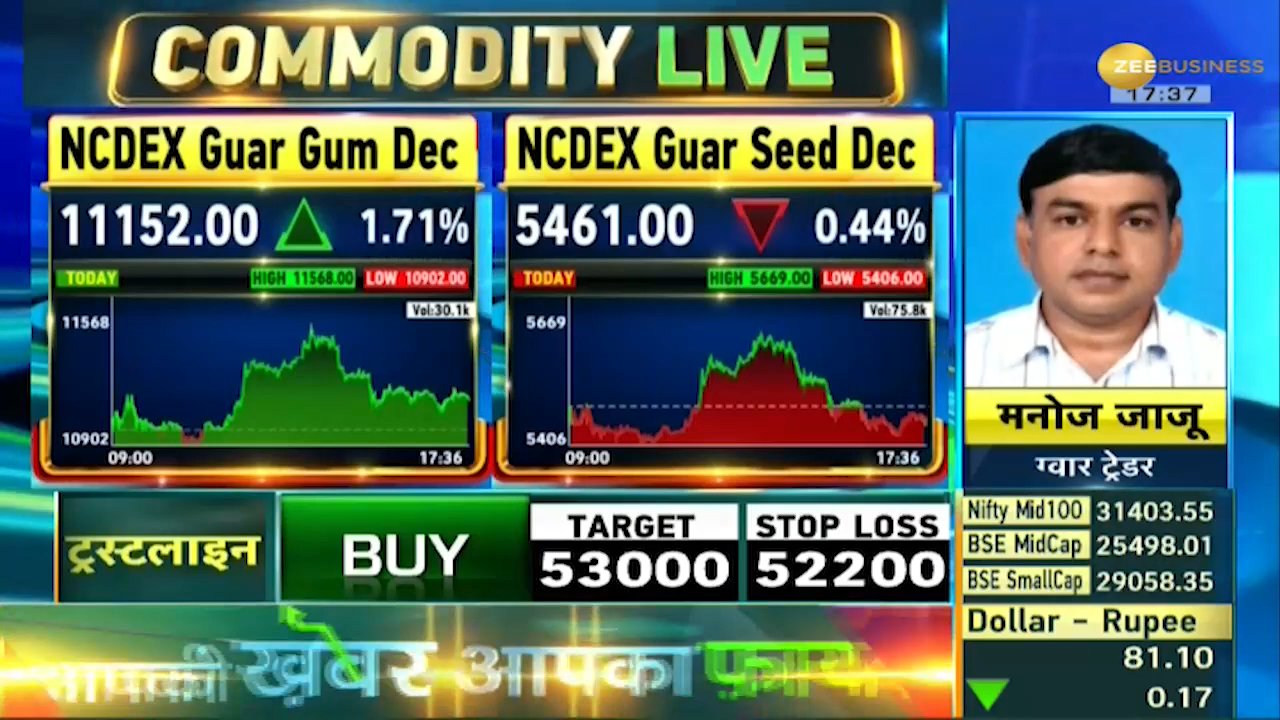 COMMODITY LIVE
ZEEBUSINESS
17:37
NCDEX Guar Gum Dec
11152.00 1.71%
TODAY HIGH 11568.00 LOW 10902.00
Vol:30.1k
11568
10902
09:00 17:36
NCDEX Guar Seed Dec
5461.00 0.44%
TODAY HIGH 5669.00 LOW 5406.00
Vol:75.8k
5669
5406
09:00 17:36
मनोज जाजू
ग्वार ट्रेडर
ट्रस्टलाइन BUY
TARGET
53000
STOP LOSS
52200
Nifty Mid100 31403.55
BSE MidCap 25498.01
BSE SmallCap 29058.35
Dollar - Rupee
81.10
0.17
आपकी ख़बर आपका